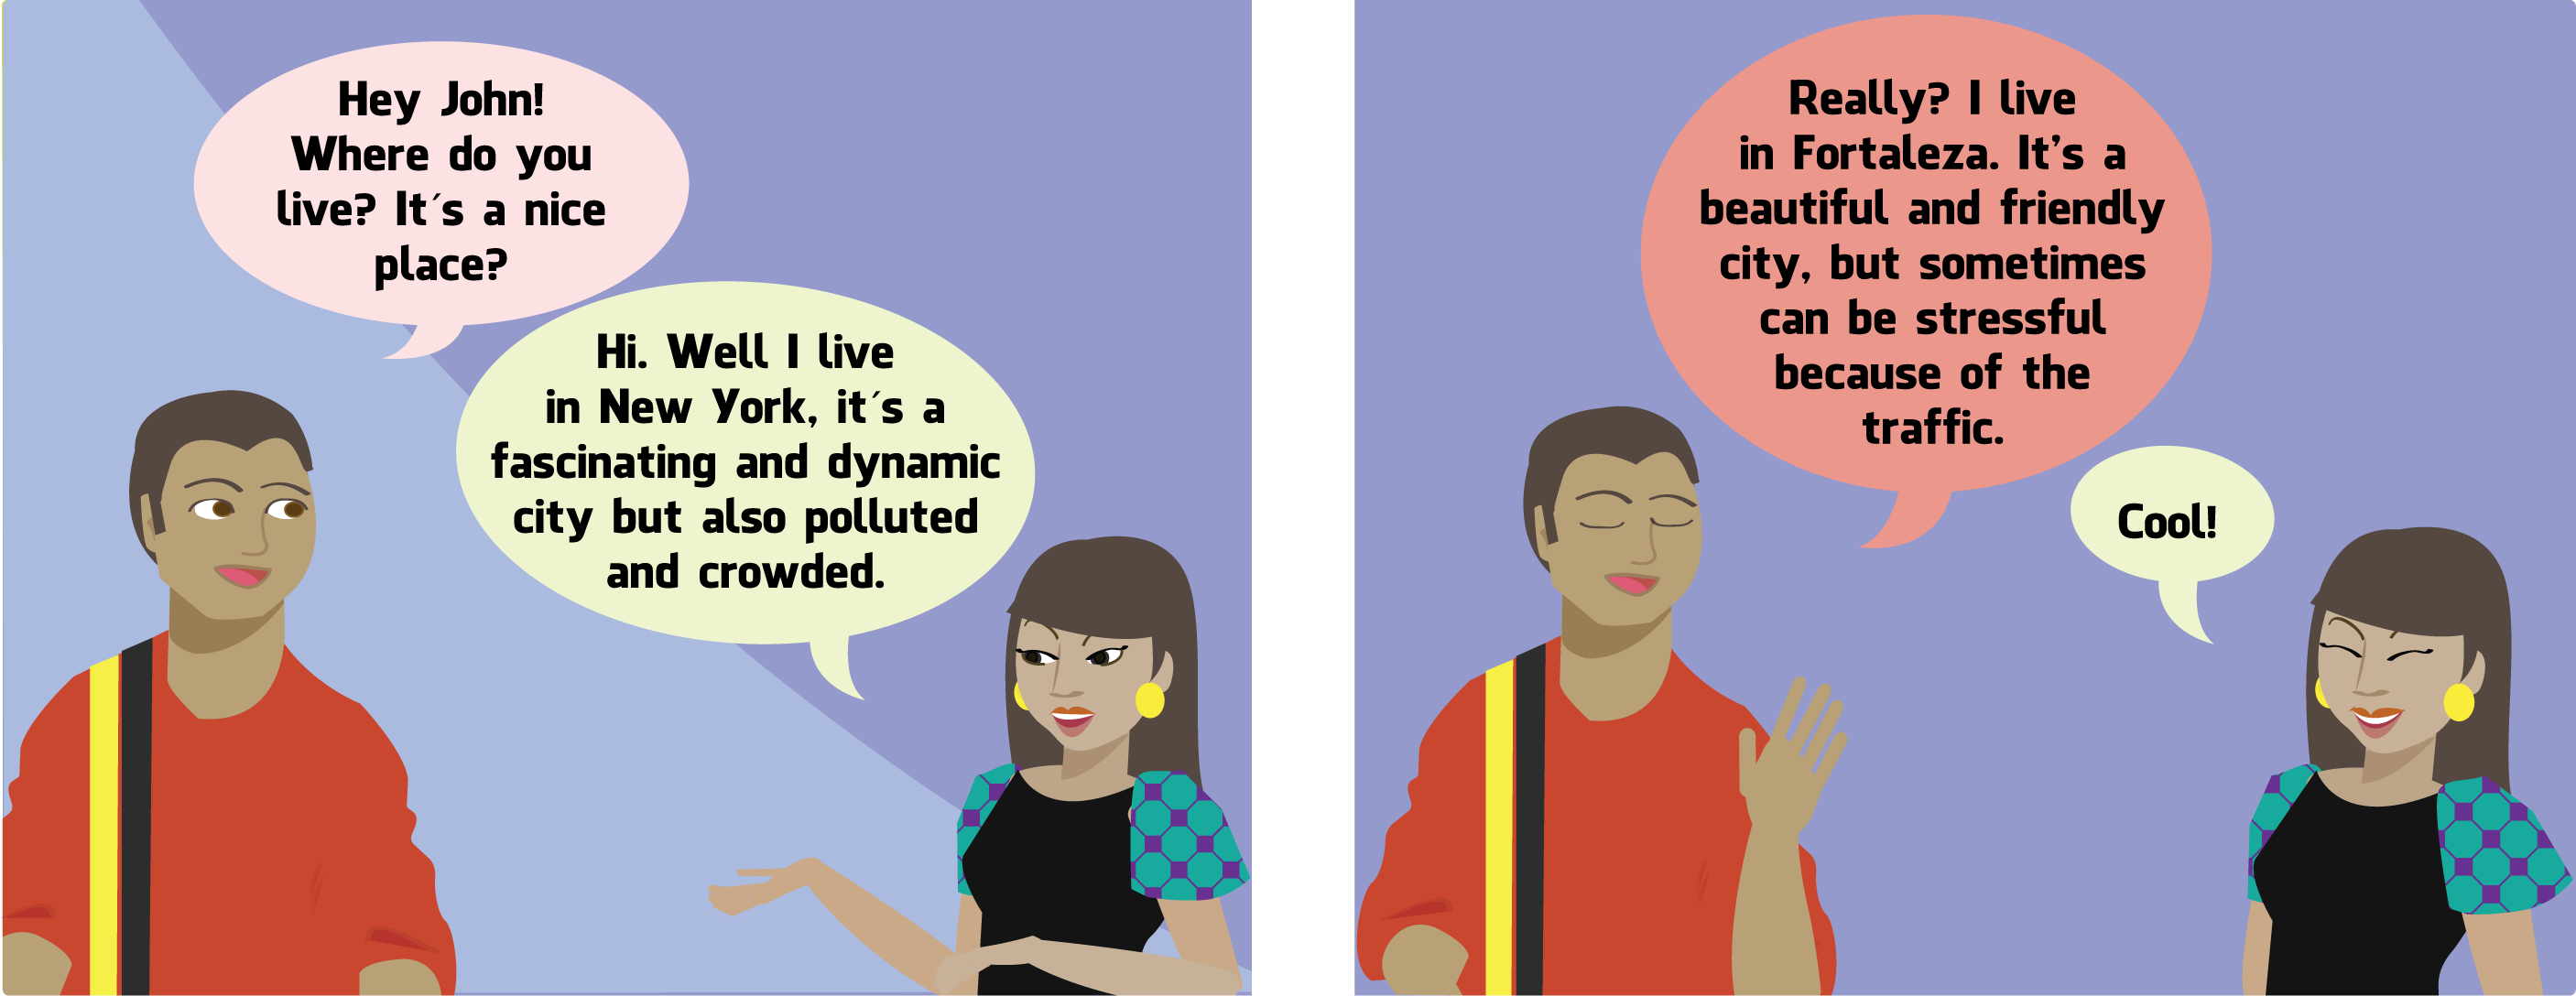 Hey John!
Where do you
live? It´s a nice
place?
Hi. Well I live
in New York, it´s a
fascinating and dynamic
city but also polluted
and crowded.
Really? I live
in Fortaleza. It’s a
beautiful and friendly
city, but sometimes
can be stressful
because of the
traffic.
Cool!